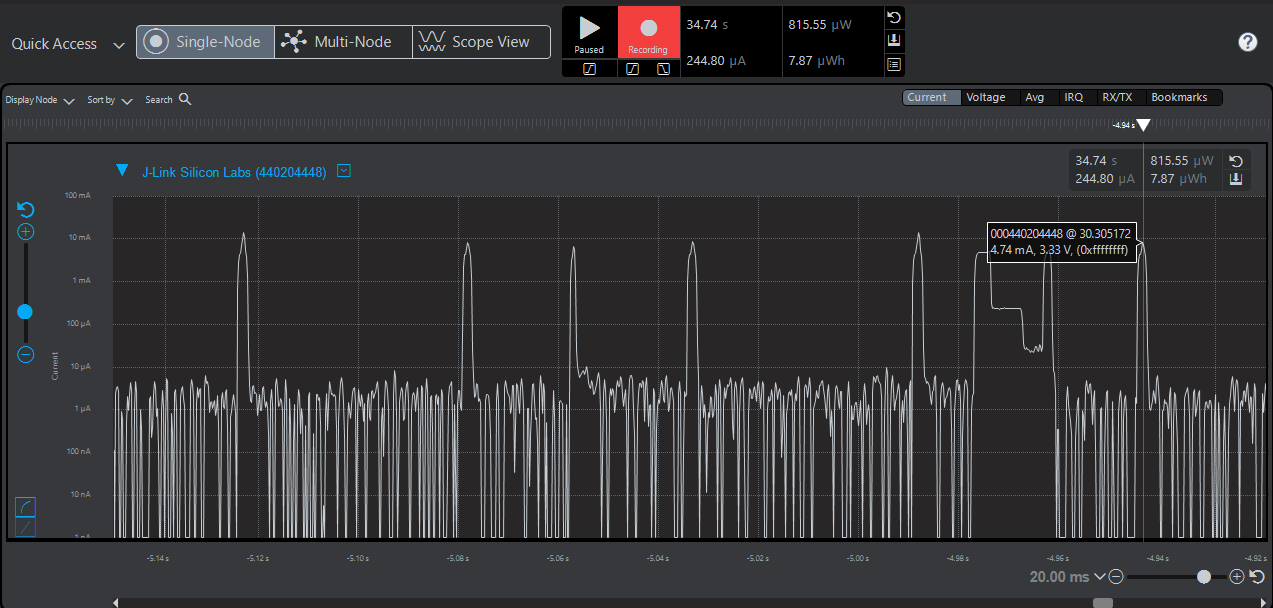 Quick Access
Single-Node
Multi-Node
Scope View
Paused
Recording
34.74 s
815.55 µW
244.80 µA
7.87 µWh
?
Display Node
Sort by
Search
Current
Voltage
Avg
IRQ
RX/TX
Bookmarks
-4.94 s
J-Link Silicon Labs (440204448)
34.74 s
815.55 µW
244.80 µA
7.87 µWh
000440204448 @ 30.305172
4.74 mA, 3.33 V, (0xffffffff)
100 mA
10 mA
1 mA
100 µA
10 µA
1 µA
100 nA
10 nA
1 nA
Current
-5.14 s
-5.12 s
-5.10 s
-5.08 s
-5.06 s
-5.04 s
-5.02 s
-5.00 s
-4.98 s
-4.96 s
-4.94 s
-4.92 s
20.00 ms